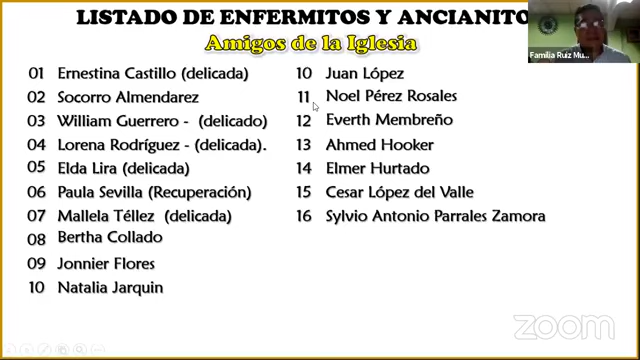 LISTADO DE ENFERMITOS Y ANCIANITO
Amigos de la Iglesia
01 Ernestina Castillo (delicada)
02 Socorro Almendarez
03 William Guerrero - (delicado)
04 Lorena Rodríguez - (delicada).
05 Elda Lira (delicada)
06 Paula Sevilla (Recuperación)
07 Mallela Téllez (delicada)
08 Bertha Collado
09 Jonnier Flores
10 Natalia Jarquin
10 Juan López
11 Noel Pérez Rosales
12 Everth Membreño
13 Ahmed Hooker
14 Elmer Hurtado
15 Cesar López del Valle
16 Sylvio Antonio Parrales Zamora
Familia Ruiz Mu...
zoom